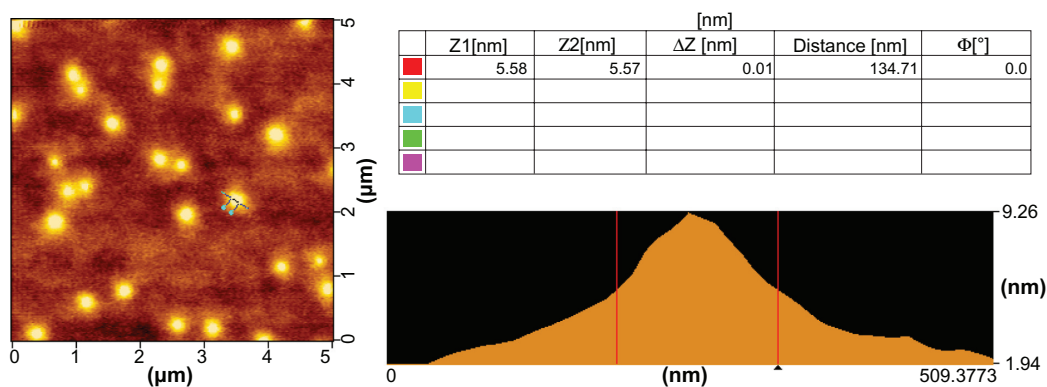 5
4
3
2
1
0
(µm)
0 1 2 3 4 5
(µm)
[nm]
Z1[nm] Z2[nm] ΔZ [nm] Distance [nm] Φ[°]
5.58 5.57 0.01 134.71 0.0
9.26
(nm)
1.94
0 (nm) 509.3773